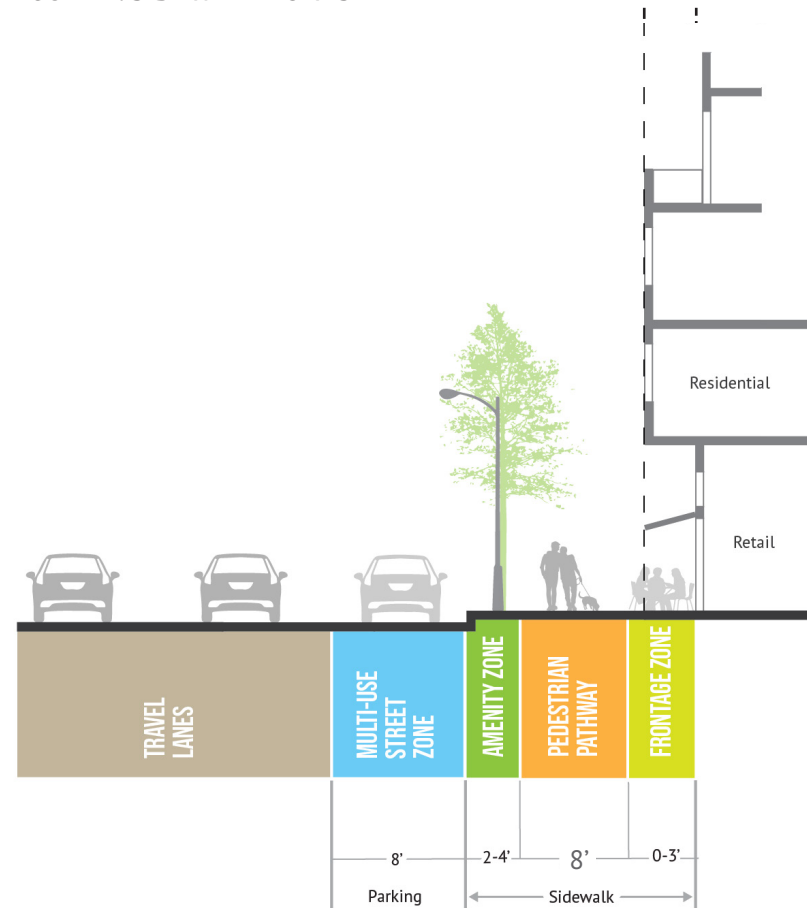 Residential
Retail
TRAVEL
LANES
MULTI-USE
STREET
ZONE
AMENITY ZONE
PEDESTRIAN
PATHWAY
FRONTAGE ZONE
8’
2-4’
8’
0-3’
Parking
Sidewalk